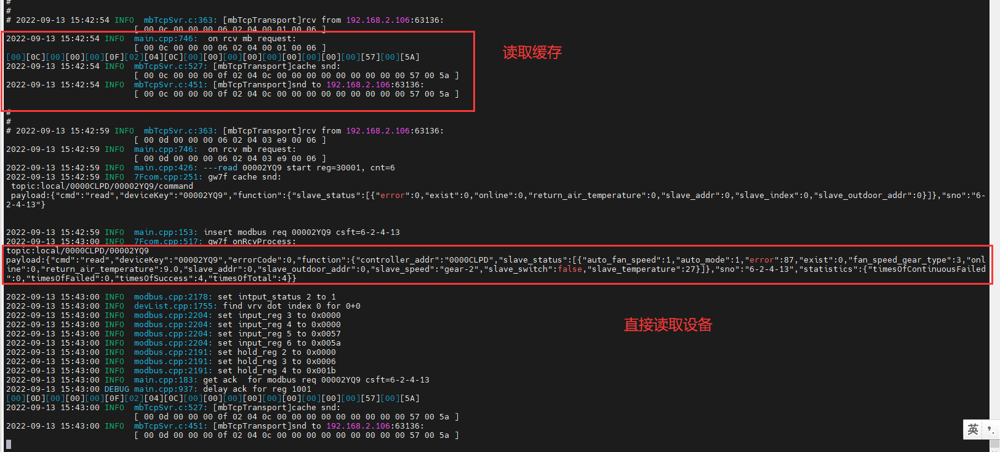 #
#
# 2022-09-13 15:42:54 INFO  mbTcpSvr.c:363: [mbTcpTransport]rcv from 192.168.2.106:63136:
[ 00 0c 00 00 00 06 02 04 00 01 00 06 ]
2022-09-13 15:42:54 INFO  main.cpp:746:  on rcv mb request:
[ 00 0c 00 00 00 06 02 04 00 01 00 06 ]
读取缓存
[00][0C][00][00][00][0F][02][04][0C][00][00][00][00][00][00][00][00][00][57][00][5A]
2022-09-13 15:42:54 INFO  mbTcpSvr.c:527: [mbTcpTransport]cache snd:
[ 00 0c 00 00 00 0f 02 04 0c 00 00 00 00 00 00 00 00 00 57 00 5a ]
2022-09-13 15:42:54 INFO  mbTcpSvr.c:451: [mbTcpTransport]snd to 192.168.2.106:63136:
[ 00 0c 00 00 00 0f 02 04 0c 00 00 00 00 00 00 00 00 00 57 00 5a ]
#
#
# 2022-09-13 15:42:59 INFO  mbTcpSvr.c:363: [mbTcpTransport]rcv from 192.168.2.106:63136:
[ 00 0d 00 00 00 06 02 04 03 e9 00 06 ]
2022-09-13 15:42:59 INFO  main.cpp:746:  on rcv mb request:
[ 00 0d 00 00 00 06 02 04 03 e9 00 06 ]
2022-09-13 15:42:59 INFO  main.cpp:426: ---read 00002YQ9 start reg=30001, cnt=6
2022-09-13 15:42:59 INFO  7Fcom.cpp:251: gw7f cache snd:
topic:local/0000CLPD/00002YQ9/command
payload:{"cmd":"read","deviceKey":"00002YQ9","function":{"slave_status":[{"error":0,"exist":0,"online":0,"return_air_temperature":0,"slave_addr":0,"slave_index":0,"slave_outdoor_addr":0}]},"sno":"6-
2-4-13"}
2022-09-13 15:42:59 INFO  main.cpp:153: insert modbus req 00002YQ9 csft=6-2-4-13
2022-09-13 15:43:00 INFO  7Fcom.cpp:517: gw7f onRcvProcess:
topic:local/0000CLPD/00002YQ9
payload:{"cmd":"read","deviceKey":"00002YQ9","errorCode":0,"function":{"controller_addr":"0000CLPD","slave_status":[{"auto_fan_speed":1,"auto_mode":1,"error":87,"exist":0,"fan_speed_gear_type":3,"onl
ine":0,"return_air_temperature":9.0,"slave_addr":0,"slave_outdoor_addr":0,"slave_speed":"gear-2","slave_switch":false,"slave_temperature":27}]},"sno":"6-2-4-13","statistics":{"timesOfContinuousFailed
":0,"timesOfFailed":0,"timesOfSuccess":4,"timesOfTotal":4}}
2022-09-13 15:43:00 INFO  modbus.cpp:2178: set intput_status 2 to 1
2022-09-13 15:43:00 INFO  devList.cpp:1755: find vrv dot index 0 for 0+0
2022-09-13 15:43:00 INFO  modbus.cpp:2204: set input_reg 3 to 0x0000
2022-09-13 15:43:00 INFO  modbus.cpp:2204: set input_reg 4 to 0x0000
直接读取设备
2022-09-13 15:43:00 INFO  modbus.cpp:2204: set input_reg 5 to 0x0057
2022-09-13 15:43:00 INFO  modbus.cpp:2204: set input_reg 6 to 0x005a
2022-09-13 15:43:00 INFO  modbus.cpp:2191: set hold_reg 2 to 0x0000
2022-09-13 15:43:00 INFO  modbus.cpp:2191: set hold_reg 3 to 0x0006
2022-09-13 15:43:00 INFO  modbus.cpp:2191: set hold_reg 4 to 0x001b
2022-09-13 15:43:00 INFO  main.cpp:183: get ack  for modbus req 00002YQ9 csft=6-2-4-13
2022-09-13 15:43:00 DEBUG main.cpp:937: delay ack for reg 1001
[00][0D][00][00][00][0F][02][04][0C][00][00][00][00][00][00][00][00][00][57][00][5A]
2022-09-13 15:43:00 INFO  mbTcpSvr.c:527: [mbTcpTransport]cache snd:
[ 00 0d 00 00 00 0f 02 04 0c 00 00 00 00 00 00 00 00 00 57 00 5a ]
2022-09-13 15:43:00 INFO  mbTcpSvr.c:451: [mbTcpTransport]snd to 192.168.2.106:63136:
[ 00 0d 00 00 00 0f 02 04 0c 00 00 00 00 00 00 00 00 00 57 00 5a ]
英 ’.